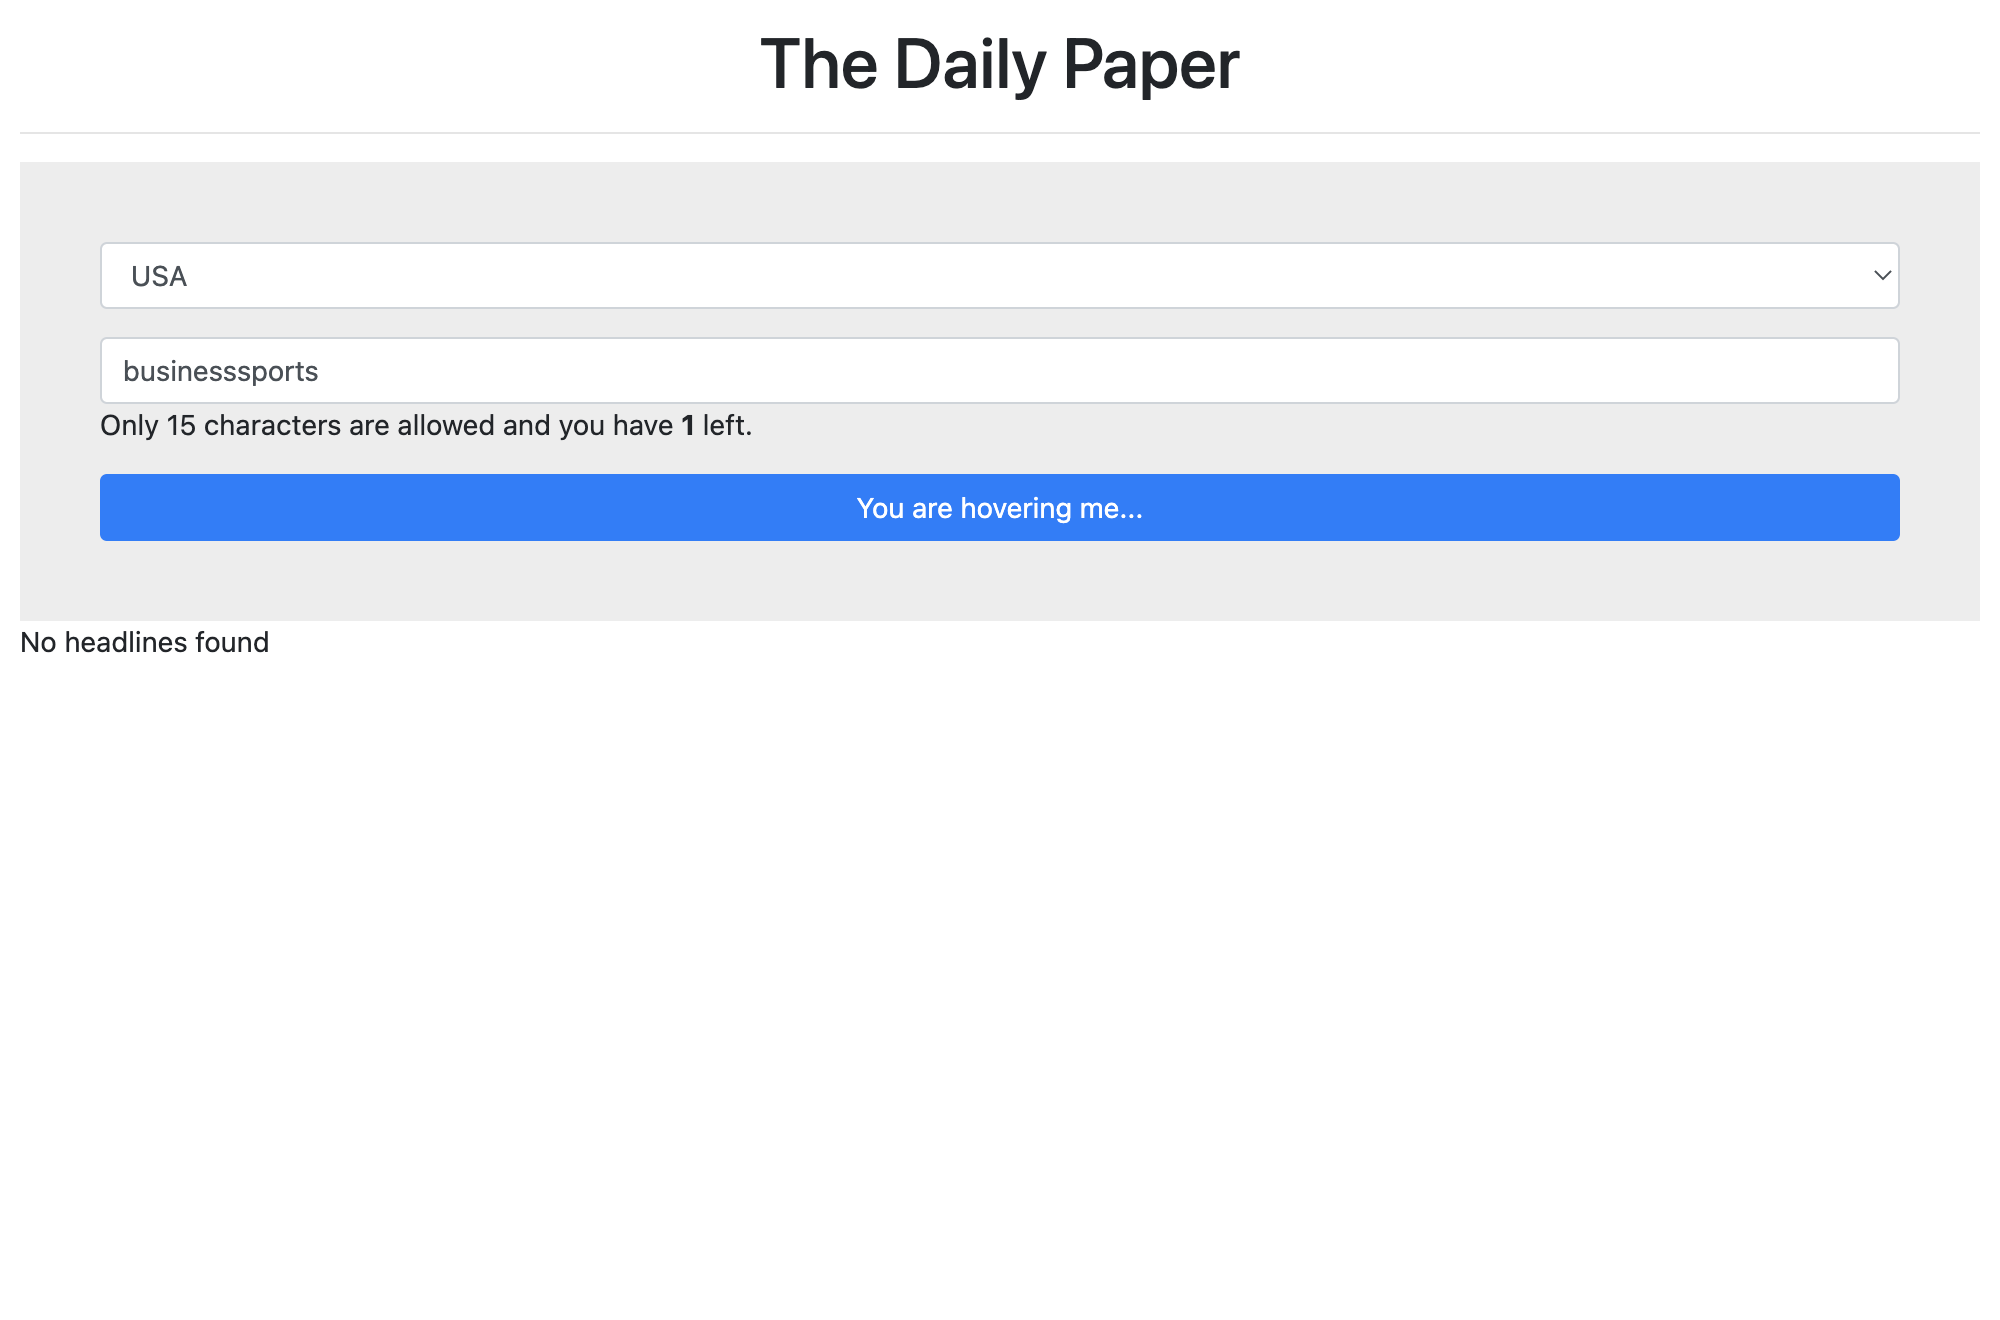 The Daily Paper
USA
businesssports
Only 15 characters are allowed and you have 1 left.
You are hovering me...
No headlines found